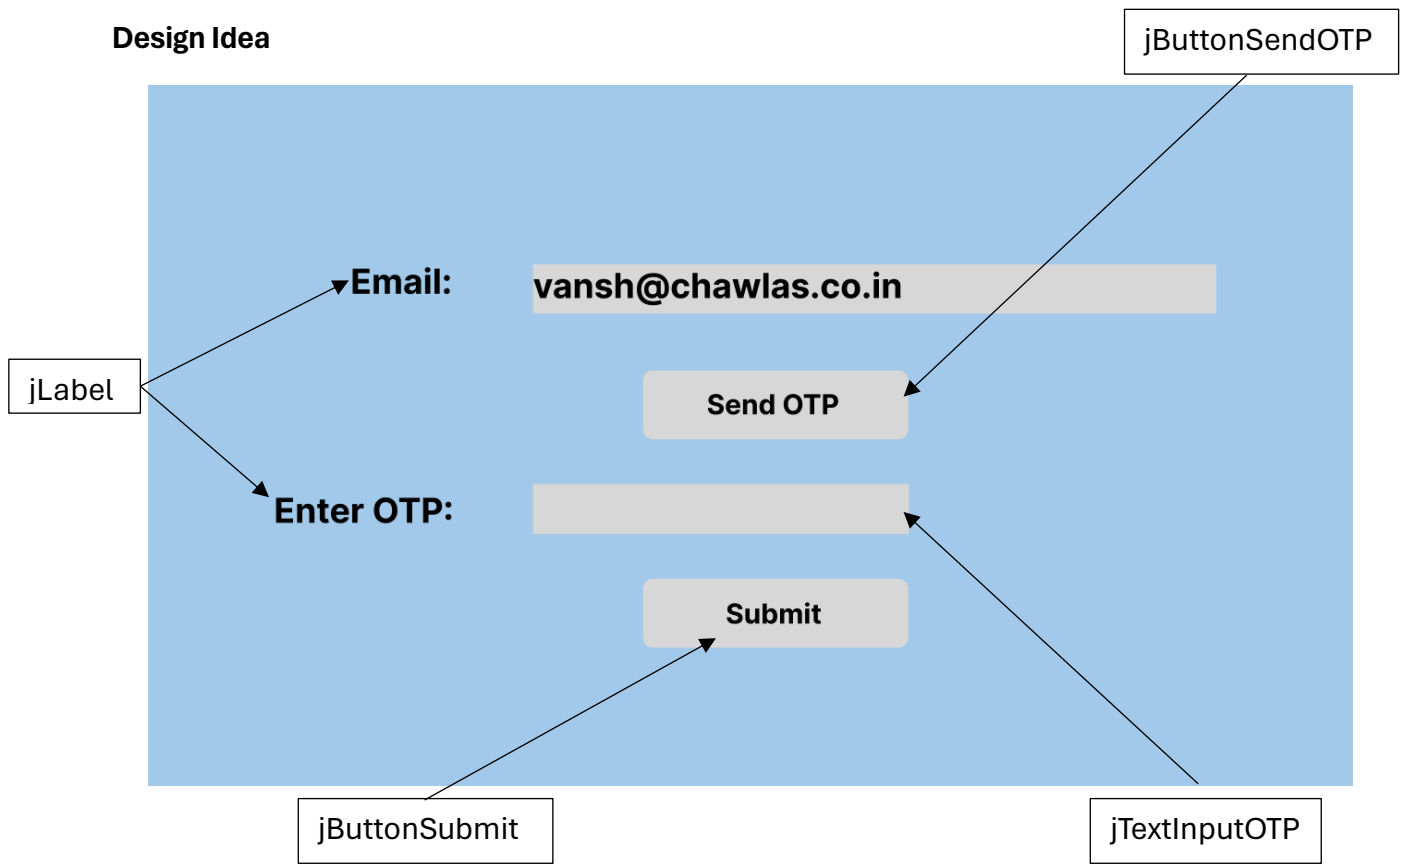 Design Idea
jButtonSendOTP
Email:
vansh@chawlas.co.in
jLabel
Send OTP
Enter OTP:
Submit
jButtonSubmit
jTextInputOTP